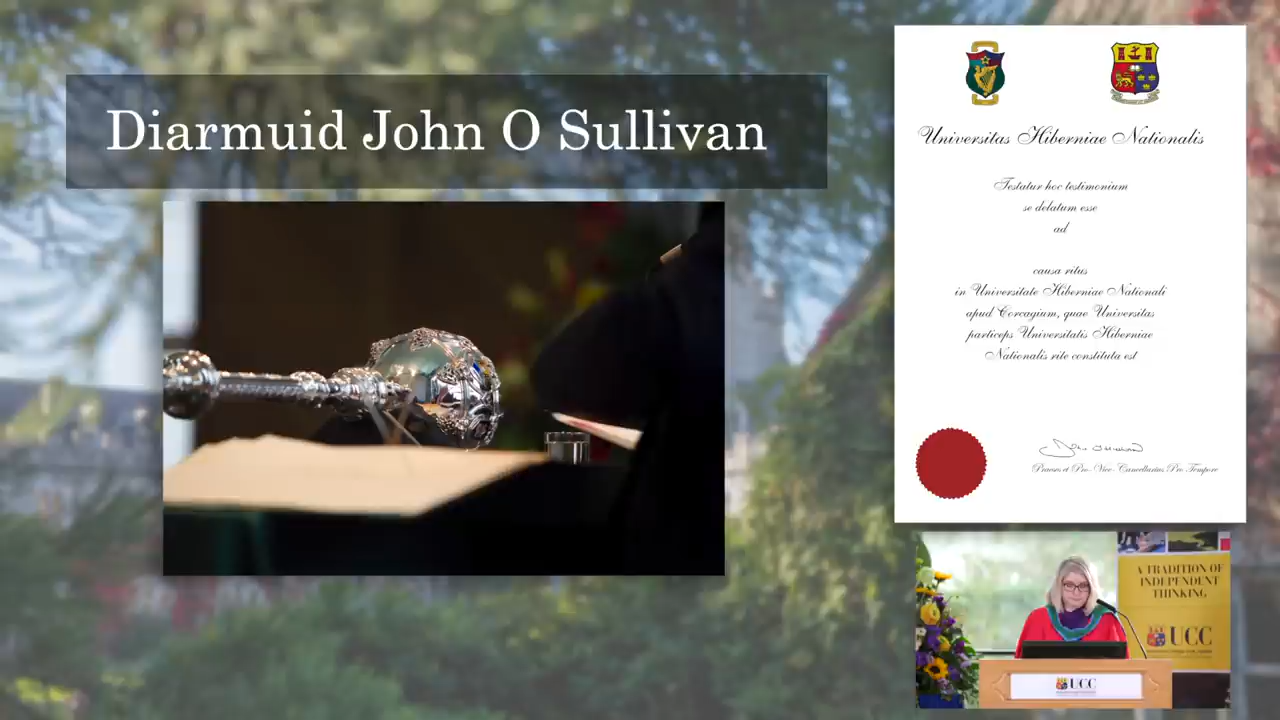 Diarmuid John O Sullivan
Universitas Hiberniae Nationalis
Testatur hoc testimonium
se delatum esse
ad
causa ritus
in Universitate Hiberniae Nationali
apud Corcagium, quae Universitas
particeps Universitatis Hiberniae
Nationalis rite constituta est
Praeses et Pro-Vice-Cancellarius Pro Tempore
A TRADITION OF
INDEPENDENT
THINKING
UCC
UCC